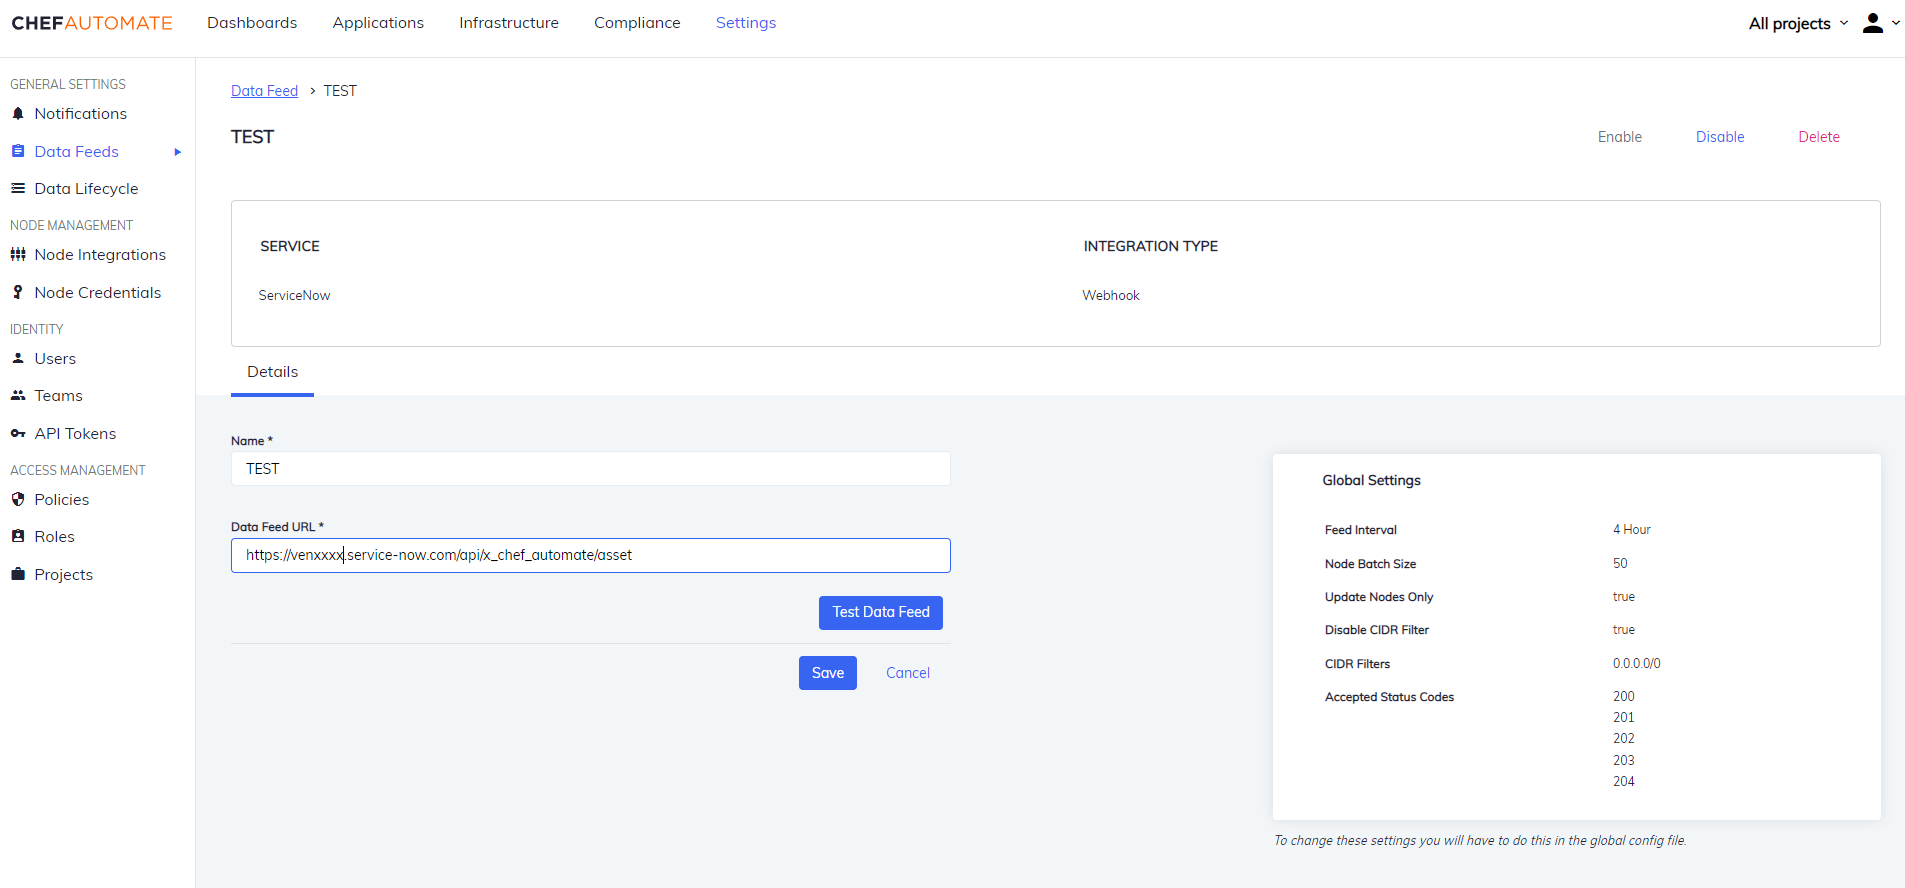 CHEFAUTOMATE Dashboards Applications Infrastructure Compliance Settings All projects
GENERAL SETTINGS
Notifications
Data Feeds
Data Lifecycle
NODE MANAGEMENT
Node Integrations
Node Credentials
IDENTITY
Users
Teams
API Tokens
ACCESS MANAGEMENT
Policies
Roles
Projects
Data Feed > TEST
TEST Enable Disable Delete
SERVICE INTEGRATION TYPE
ServiceNow Webhook
Details
Name *
TEST
Data Feed URL *
https://venxxxx.service-now.com/api/x_chef_automate/asset
Test Data Feed
Save Cancel
Global Settings
Feed Interval 4 Hour
Node Batch Size 50
Update Nodes Only true
Disable CIDR Filter true
CIDR Filters 0.0.0.0/0
Accepted Status Codes 200
201
202
203
204
To change these settings you will have to do this in the global config file.